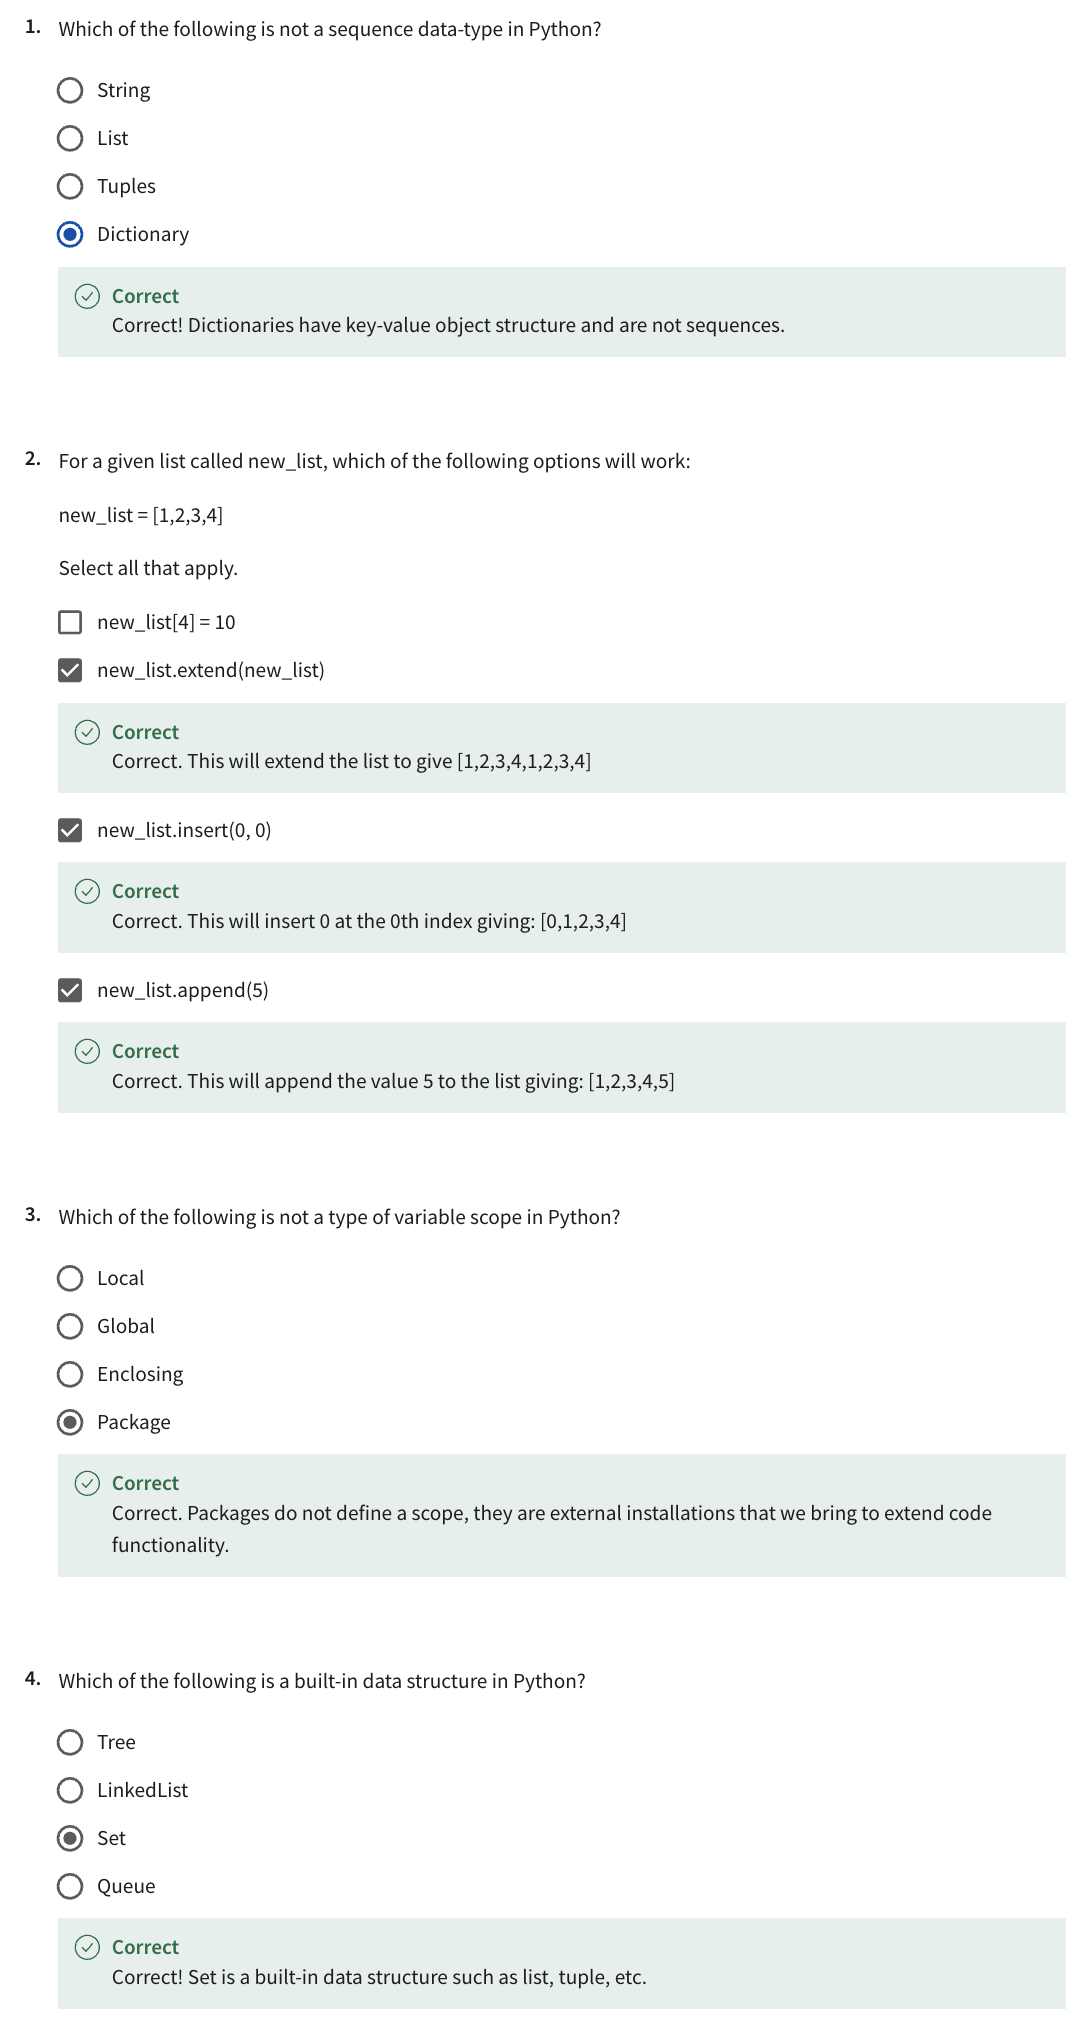 1. Which of the following is not a sequence data-type in Python?
String
List
Tuples
Dictionary
Correct
Correct! Dictionaries have key-value object structure and are not sequences.
2. For a given list called new_list, which of the following options will work:
new_list = [1,2,3,4]
Select all that apply.
new_list[4] = 10
new_list.extend(new_list)
Correct
Correct. This will extend the list to give [1,2,3,4,1,2,3,4]
new_list.insert(0, 0)
Correct
Correct. This will insert 0 at the 0th index giving: [0,1,2,3,4]
new_list.append(5)
Correct
Correct. This will append the value 5 to the list giving: [1,2,3,4,5]
3. Which of the following is not a type of variable scope in Python?
Local
Global
Enclosing
Package
Correct
Correct. Packages do not define a scope, they are external installations that we bring to extend code
functionality.
4. Which of the following is a built-in data structure in Python?
Tree
LinkedList
Set
Queue
Correct
Correct! Set is a built-in data structure such as list, tuple, etc.